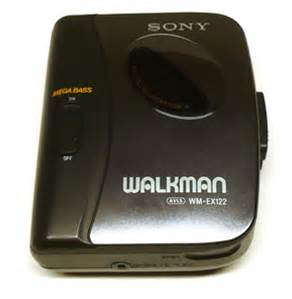 SONY
MEGA BASS
ON
OFF
WALKMAN
AVLS WM-EX122